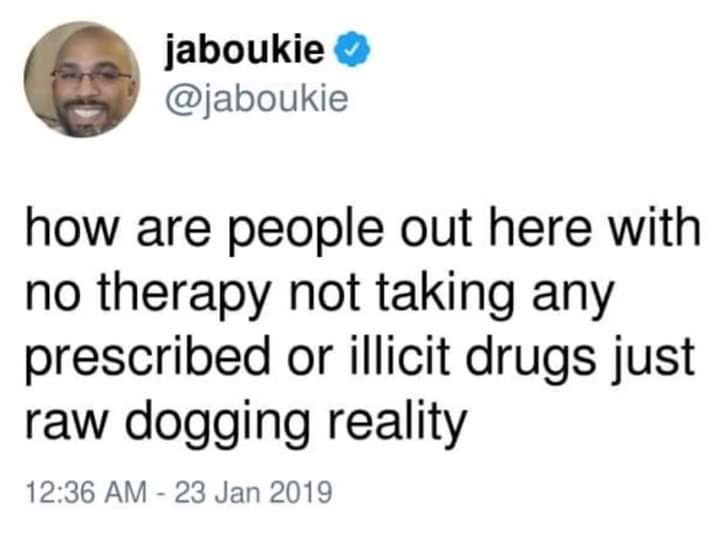 jaboukie
@jaboukie
how are people out here with
no therapy not taking any
prescribed or illicit drugs just
raw dogging reality
12:36 AM - 23 Jan 2019